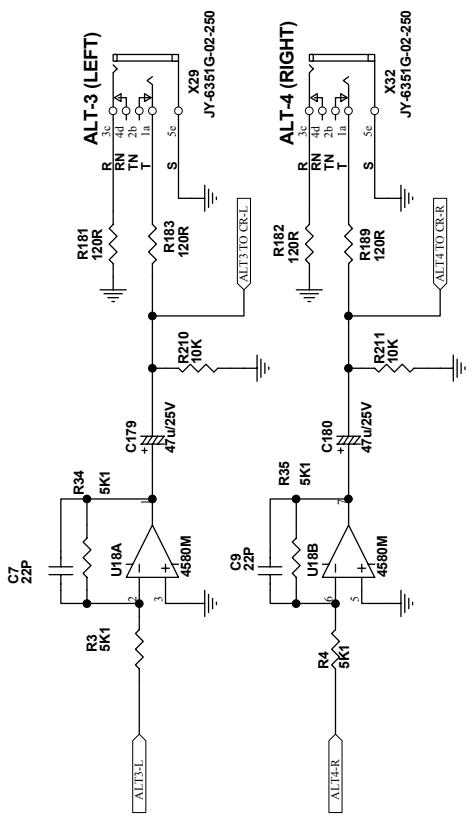 ALT-3 (LEFT)
3c
4d
2b
1a
5e
R
RN
TN
T
S
X29
JY-6351G-02-250
R181
120R
R183
120R
ALT3 TO CR-L
R210
10K
C179
+
47u/25V
C7
22P
R34
5K1
1
U18A
4580M
2
3
−
+
R3
5K1
ALT3-L
ALT-4 (RIGHT)
3c
4d
2b
1a
5e
R
RN
TN
T
S
X32
JY-6351G-02-250
R182
120R
R189
120R
ALT4 TO CR-R
R211
10K
C180
+
47u/25V
C9
22P
R35
5K1
7
U18B
4580M
6
5
−
+
R4
5K1
ALT4-R